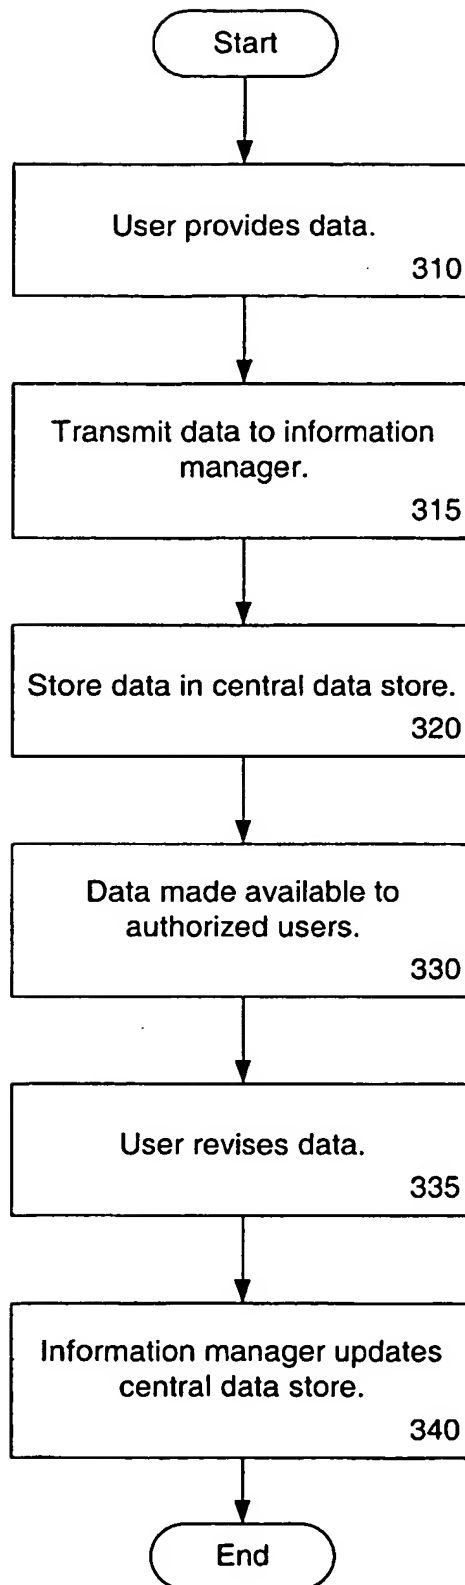 Start
User provides data.
310
Transmit data to information
manager.
315
Store data in central data store.
320
Data made available to
authorized users.
330
User revises data.
335
Information manager updates
central data store.
340
End